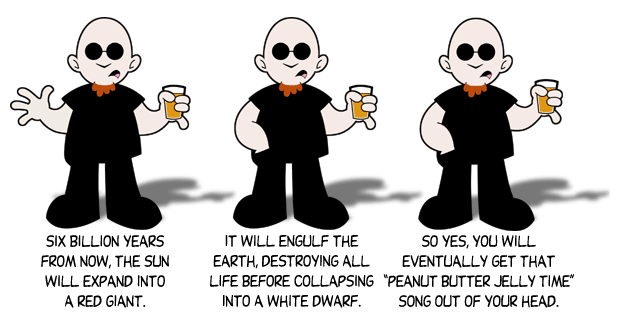 SIX BILLION YEARS
FROM NOW, THE SUN
WILL EXPAND INTO
A RED GIANT.
IT WILL ENGULF THE
EARTH, DESTROYING ALL
LIFE BEFORE COLLAPSING
INTO A WHITE DWARF.
SO YES, YOU WILL
EVENTUALLY GET THAT
“PEANUT BUTTER JELLY TIME”
SONG OUT OF YOUR HEAD.